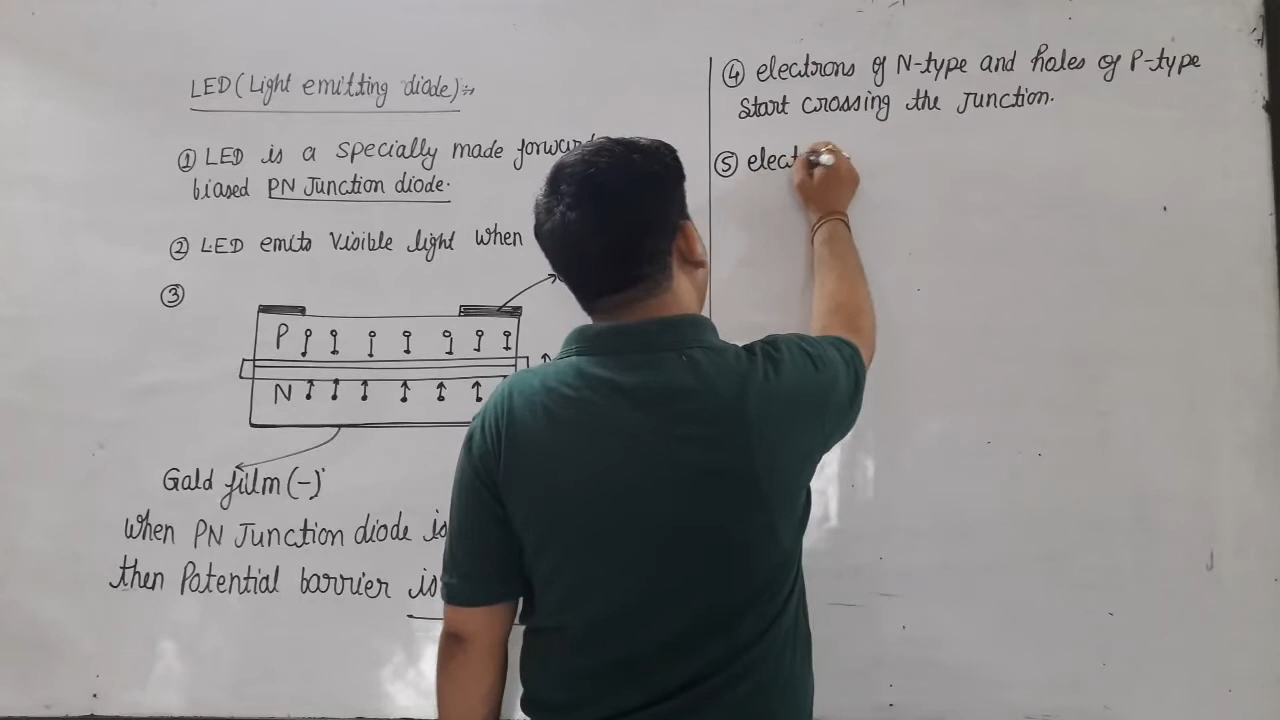 LED (Light emitting diode):-
① LED is a specially made forward
biased PN Junction diode.
② LED emits visible light when
③
P
N
Gald film (-)
when PN Junction diode is
then Potential barrier is
④ electrons of N-type and holes of P-type
start crossing the Junction.
⑤ elect